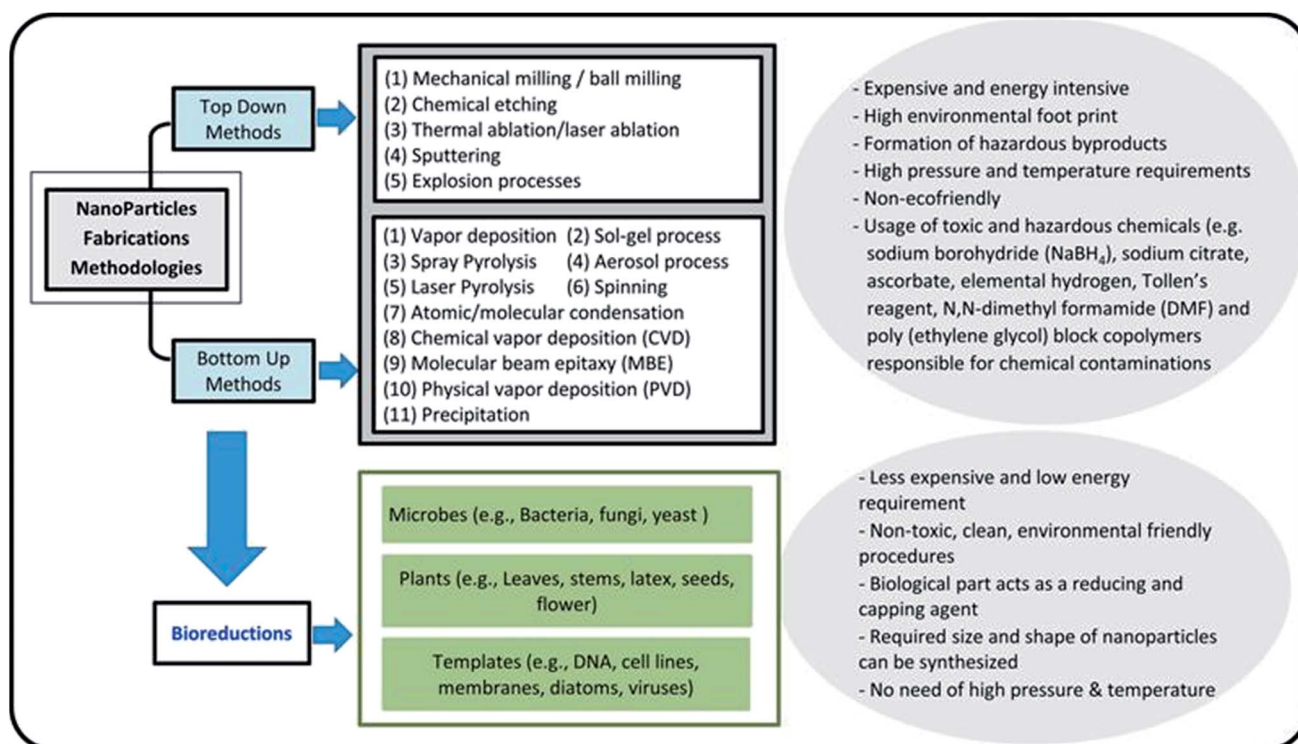 NanoParticles
Fabrications
Methodologies
Top Down
Methods
(1) Mechanical milling / ball milling
(2) Chemical etching
(3) Thermal ablation/laser ablation
(4) Sputtering
(5) Explosion processes
Bottom Up
Methods
(1) Vapor deposition (2) Sol-gel process
(3) Spray Pyrolysis (4) Aerosol process
(5) Laser Pyrolysis (6) Spinning
(7) Atomic/molecular condensation
(8) Chemical vapor deposition (CVD)
(9) Molecular beam epitaxy (MBE)
(10) Physical vapor deposition (PVD)
(11) Precipitation
- Expensive and energy intensive
- High environmental foot print
- Formation of hazardous byproducts
- High pressure and temperature requirements
- Non-ecofriendly
- Usage of toxic and hazardous chemicals (e.g.
sodium borohydride (NaBH₄), sodium citrate,
ascorbate, elemental hydrogen, Tollen’s
reagent, N,N-dimethyl formamide (DMF) and
poly (ethylene glycol) block copolymers
responsible for chemical contaminations
Bioreductions
Microbes (e.g., Bacteria, fungi, yeast )
Plants (e.g., Leaves, stems, latex, seeds,
flower)
Templates (e.g., DNA, cell lines,
membranes, diatoms, viruses)
- Less expensive and low energy
requirement
- Non-toxic, clean, environmental friendly
procedures
- Biological part acts as a reducing and
capping agent
- Required size and shape of nanoparticles
can be synthesized
- No need of high pressure & temperature